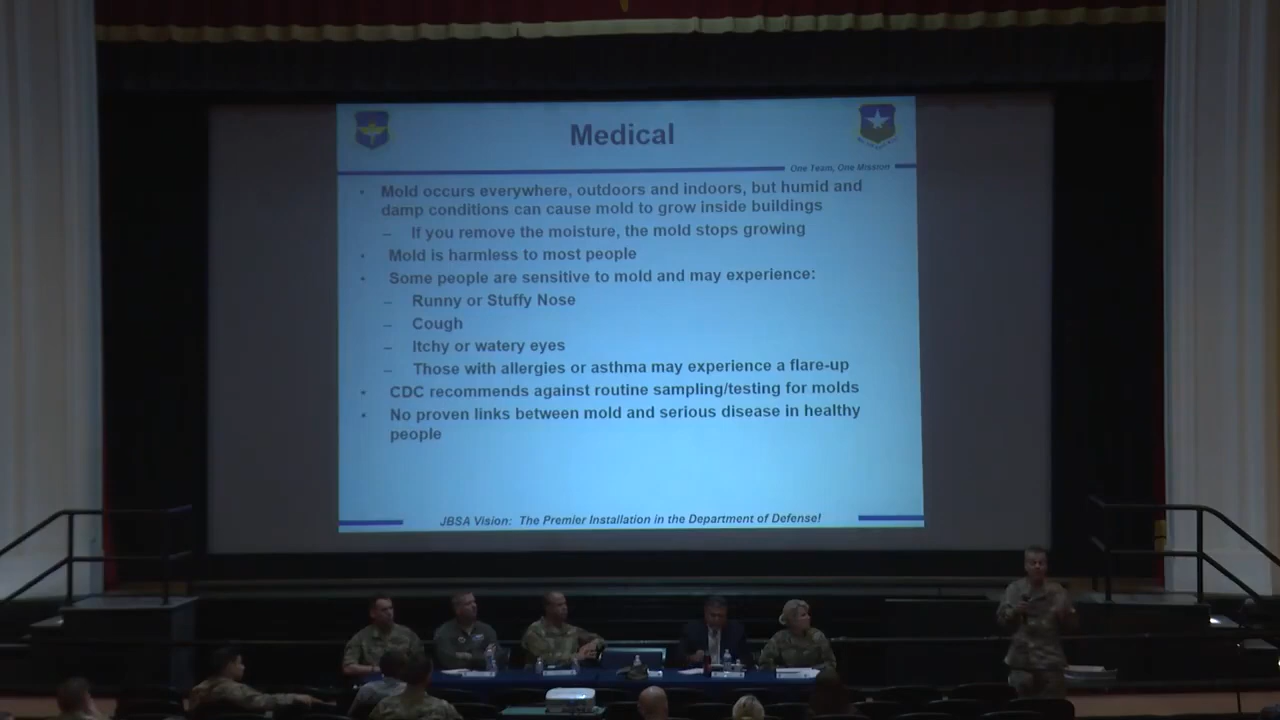 Medical
One Team, One Mission
• Mold occurs everywhere, outdoors and indoors, but humid and
damp conditions can cause mold to grow inside buildings
– If you remove the moisture, the mold stops growing
• Mold is harmless to most people
• Some people are sensitive to mold and may experience:
– Runny or Stuffy Nose
– Cough
– Itchy or watery eyes
– Those with allergies or asthma may experience a flare-up
• CDC recommends against routine sampling/testing for molds
• No proven links between mold and serious disease in healthy
people
JBSA Vision: The Premier Installation in the Department of Defense!